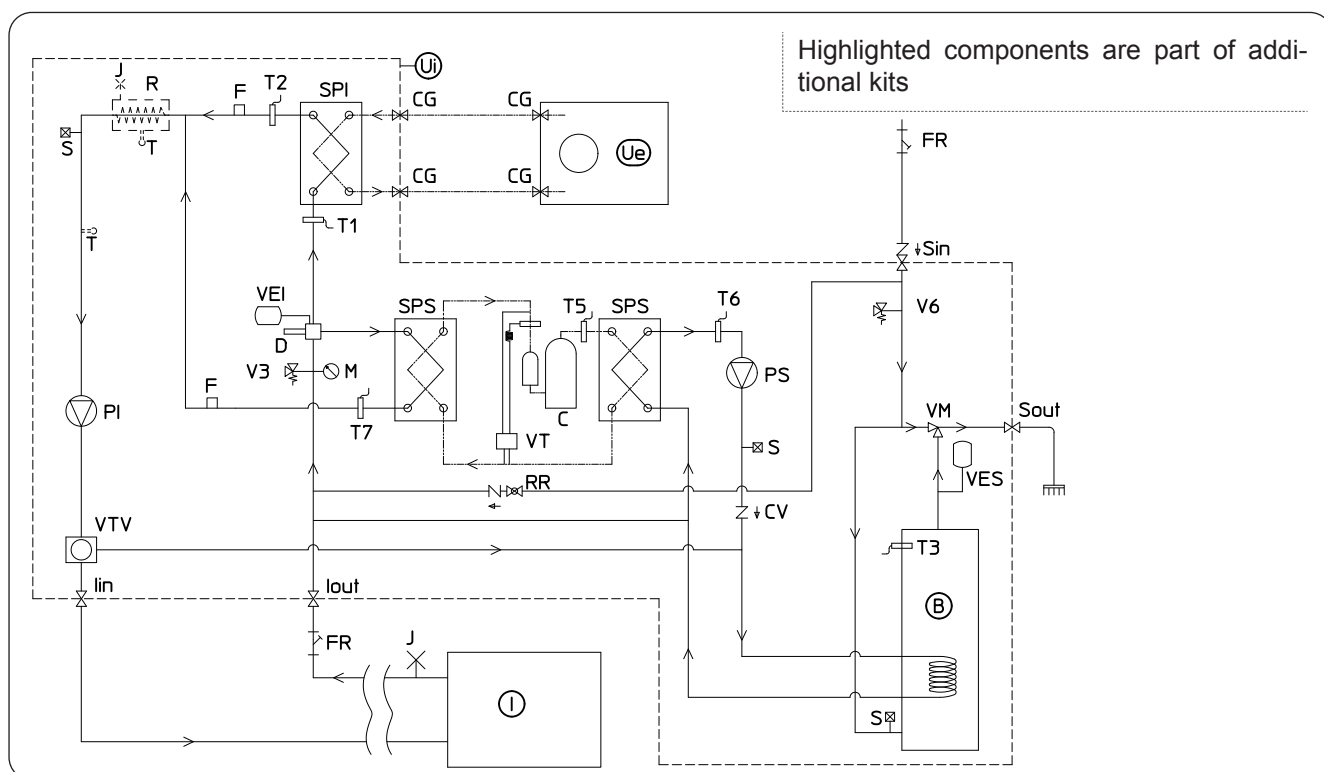 Highlighted components are part of addi-
tional kits
Ui
J
R
F
T2
SPI
CG
CG
Ue
FR
S
T
CG
CG
T1
T
Sin
VEI
SPS
T5
SPS
T6
V6
D
V3
M
PS
PI
F
T7
C
VT
VM
Sout
S
VES
RR
CV
VTV
T3
Iin
Iout
B
FR
J
I
S